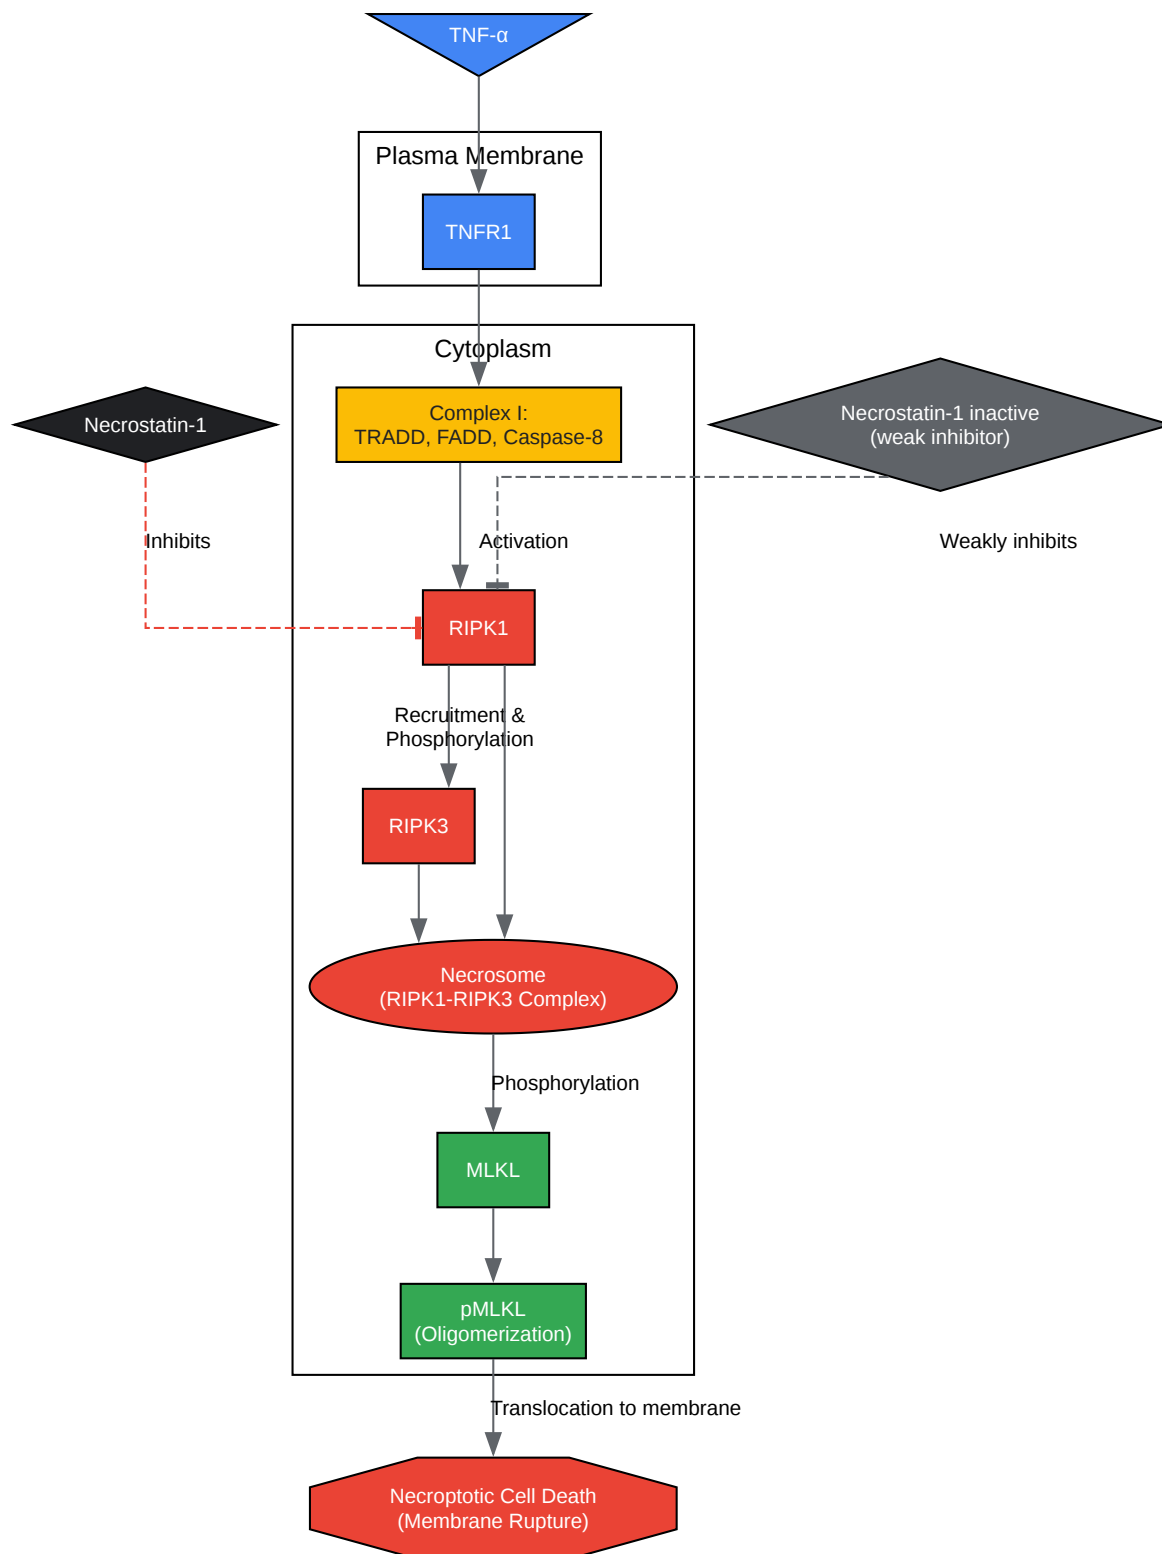 TNF-α
Plasma Membrane
TNFR1
Cytoplasm
Necrostatin-1
Complex I:
TRADD, FADD, Caspase-8
Necrostatin-1 inactive
(weak inhibitor)
Inhibits
Activation
Weakly inhibits
RIPK1
Recruitment &
Phosphorylation
RIPK3
Necrosome
(RIPK1-RIPK3 Complex)
Phosphorylation
MLKL
pMLKL
(Oligomerization)
Translocation to membrane
Necroptotic Cell Death
(Membrane Rupture)